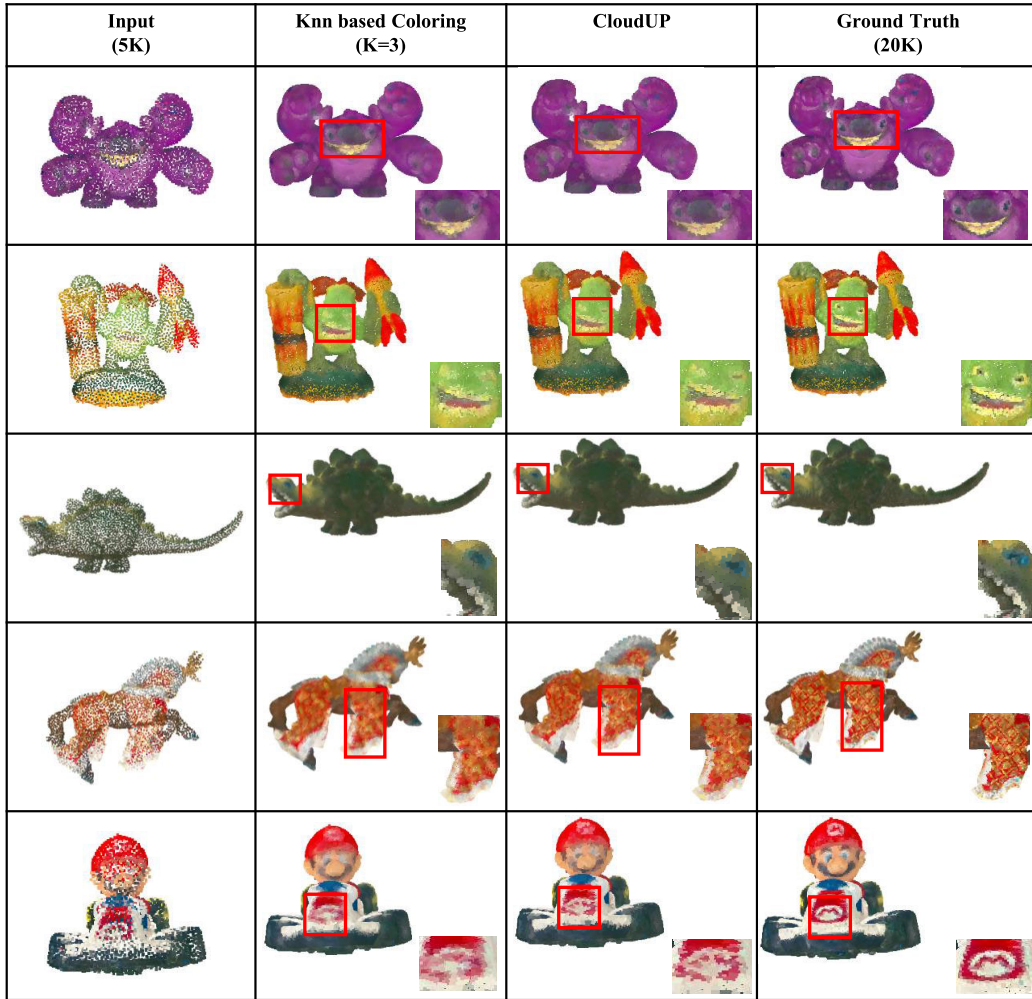 Input
(5K)
Knn based Coloring
(K=3)
CloudUP
Ground Truth
(20K)